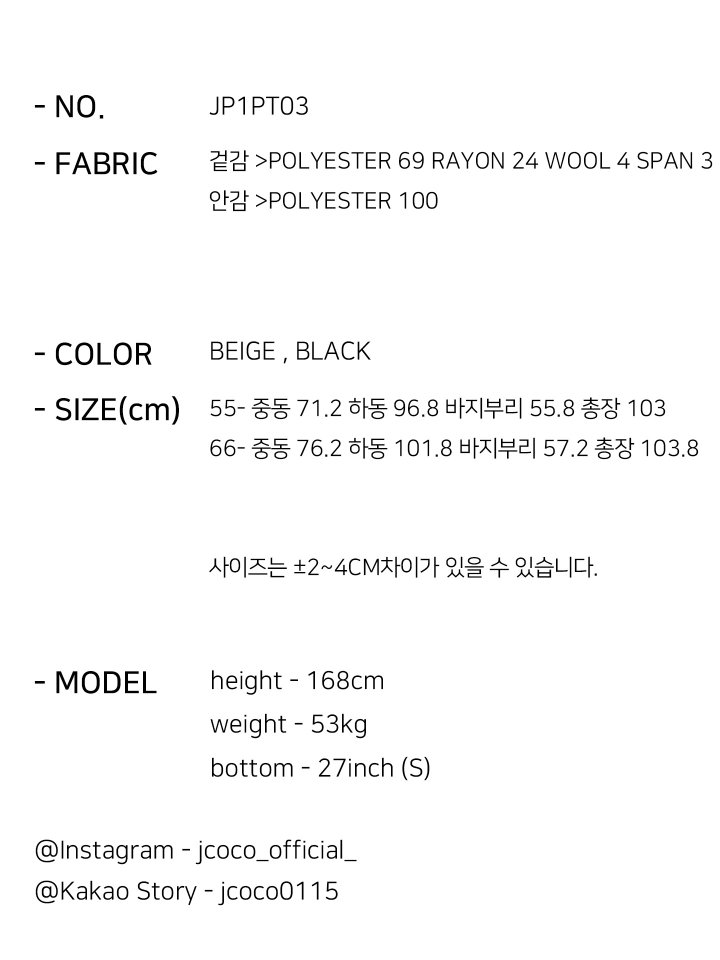 - NO. JP1PT03
- FABRIC 겉감 >POLYESTER 69 RAYON 24 WOOL 4 SPAN 3
안감 >POLYESTER 100
- COLOR BEIGE , BLACK
- SIZE(cm) 55- 중동 71.2 하동 96.8 바지부리 55.8 총장 103
66- 중동 76.2 하동 101.8 바지부리 57.2 총장 103.8
사이즈는 ±2~4CM차이가 있을 수 있습니다.
- MODEL height - 168cm
weight - 53kg
bottom - 27inch (S)
@Instagram - jcoco_official_
@Kakao Story - jcoco0115